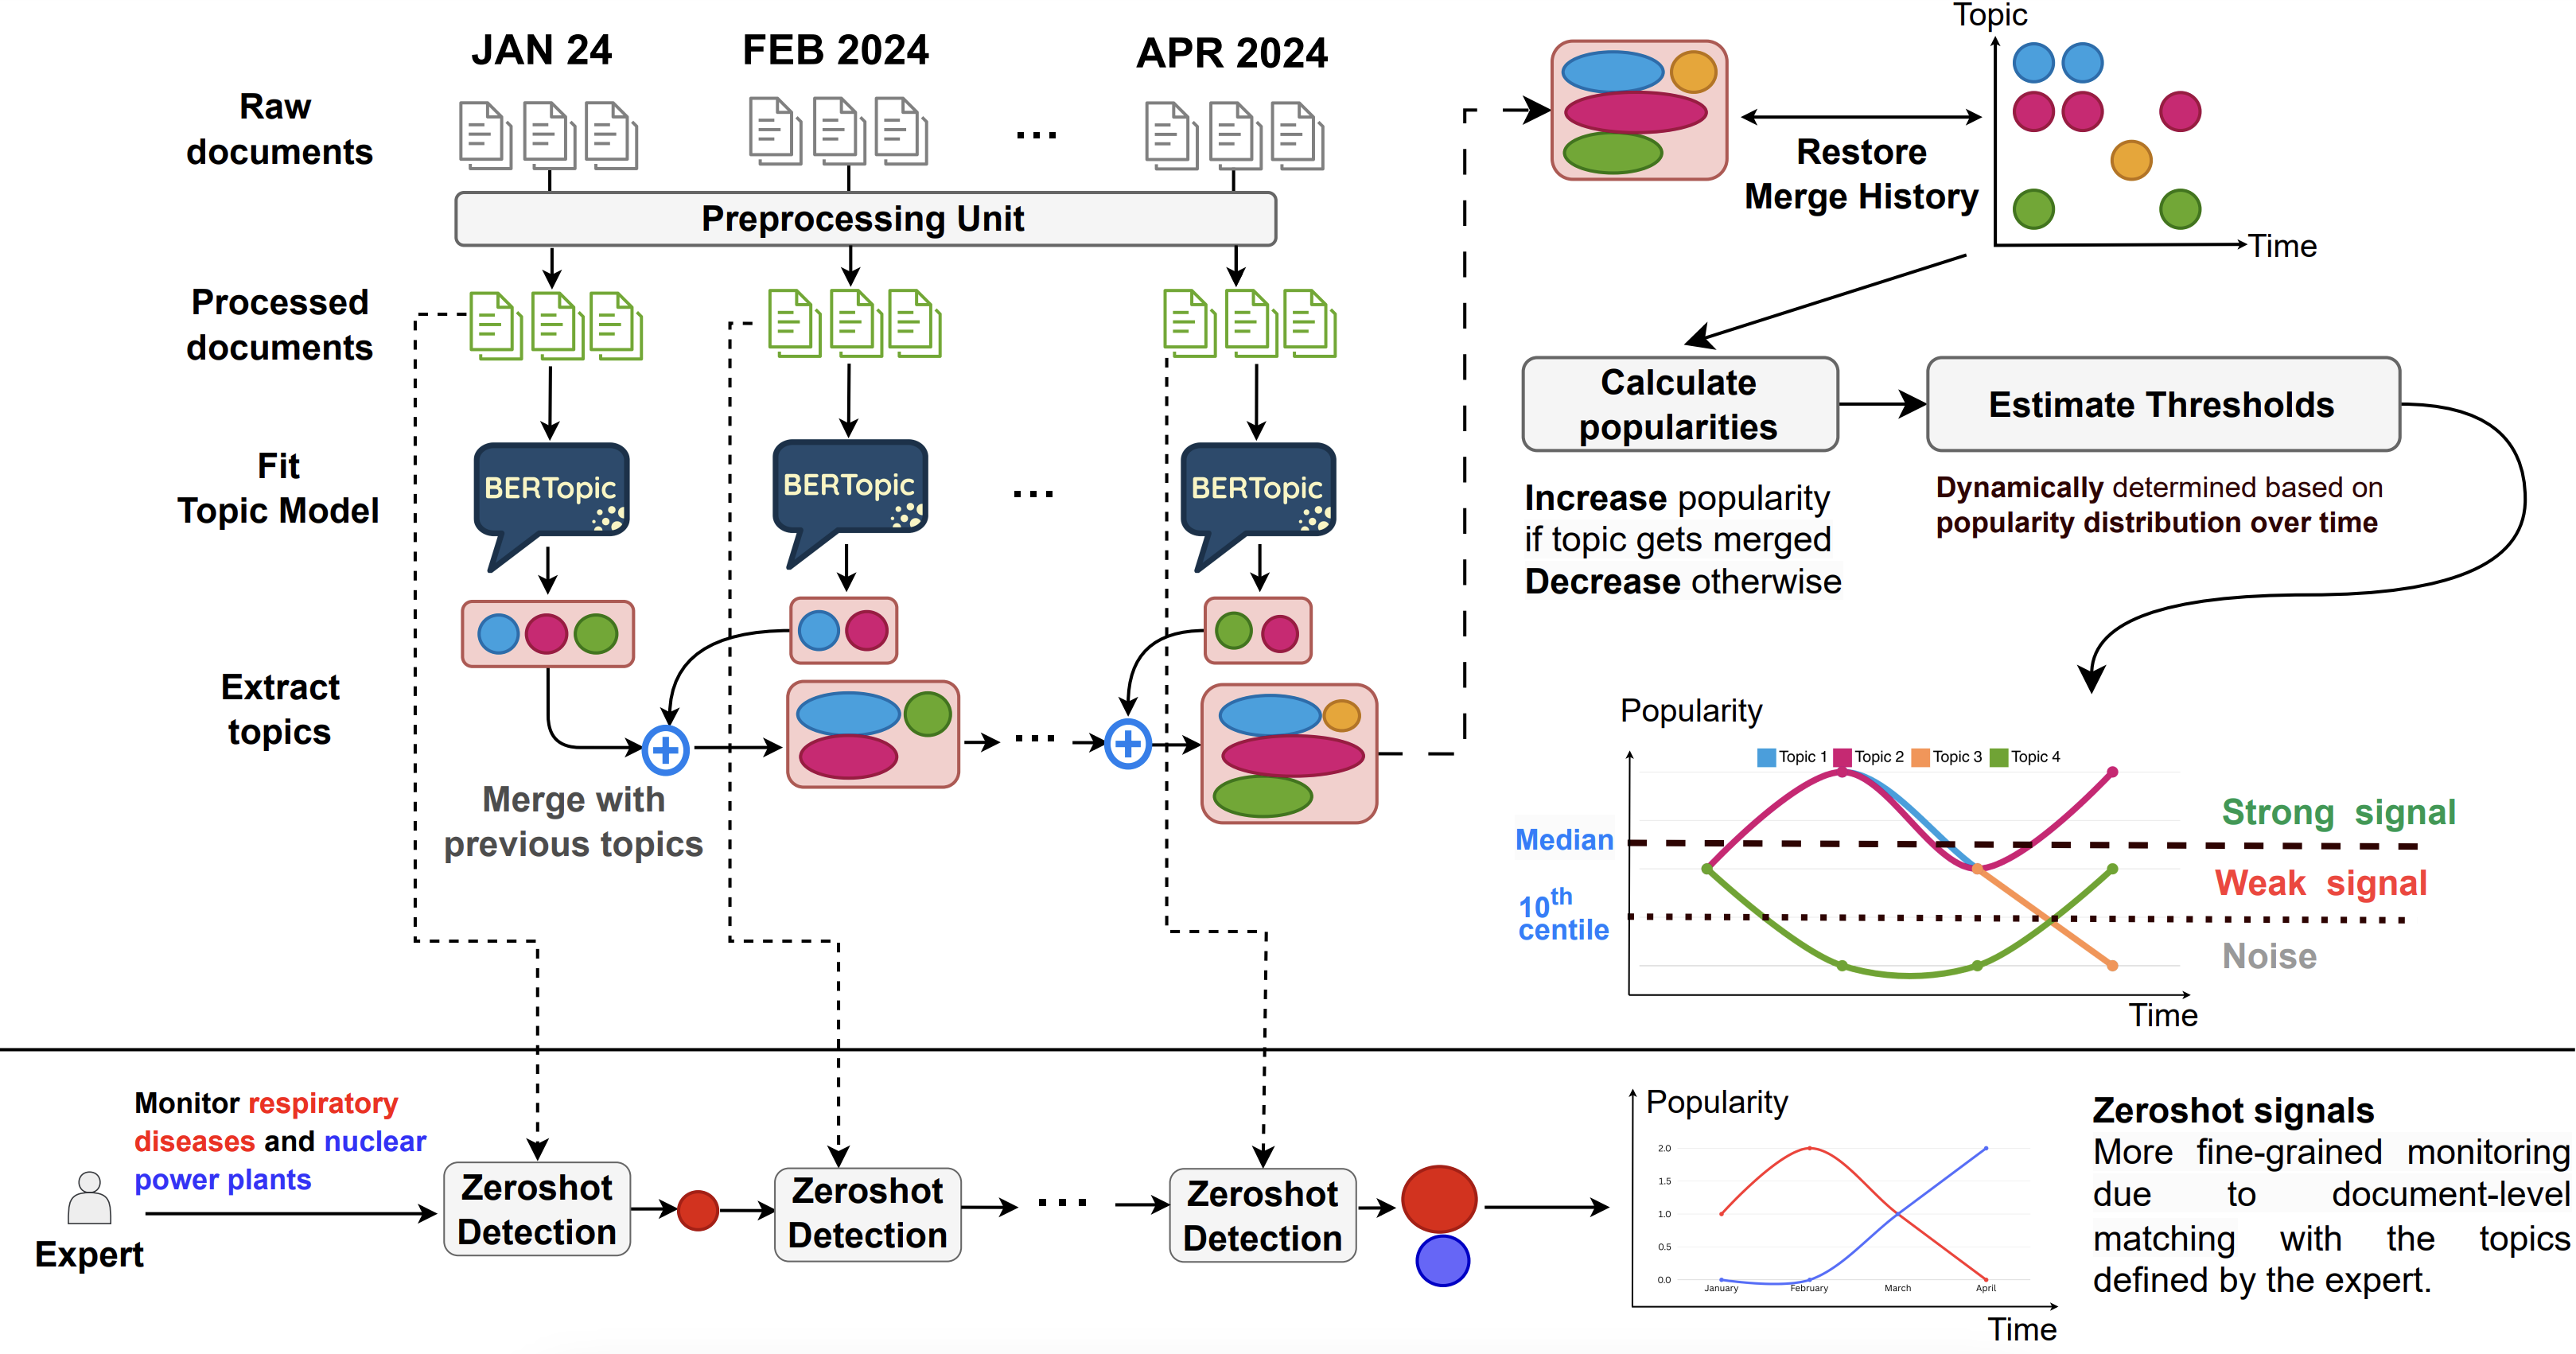 JAN 24
FEB 2024
APR 2024
Raw
documents
...
Preprocessing Unit
Processed
documents
Fit
Topic Model
BERTopic
BERTopic
...
BERTopic
Extract
topics
...
Merge with
previous topics
Topic
Restore
Merge History
Time
Calculate
popularities
Estimate Thresholds
Increase popularity
if topic gets merged
Decrease otherwise
Dynamically determined based on
popularity distribution over time
Popularity
Topic 1 Topic 2 Topic 3 Topic 4
Median
10th
centile
Strong signal
Weak signal
Noise
Time
Monitor respiratory
diseases and nuclear
power plants
Expert
Zeroshot
Detection
Zeroshot
Detection
...
Zeroshot
Detection
Popularity
2.0
1.5
1.0
0.5
0.0
January February March April
Time
Zeroshot signals
More fine-grained monitoring
due to document-level
matching with the topics
defined by the expert.